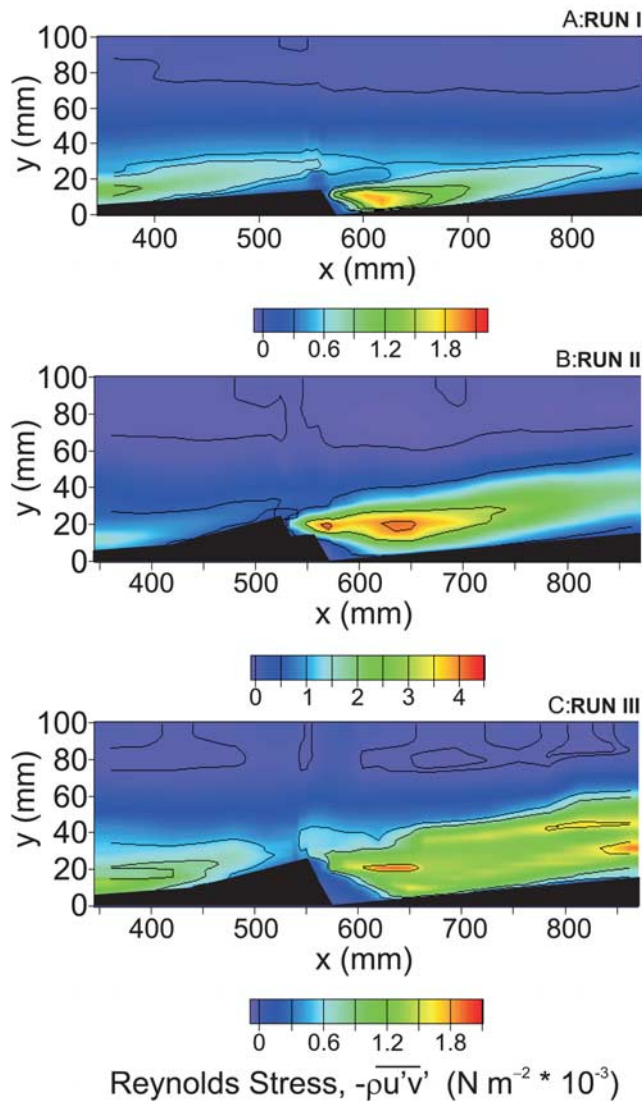 A:RUN I
100
80
60
40
20
0
y (mm)
400 500 600 700 800
x (mm)
0 0.6 1.2 1.8
B:RUN II
100
80
60
40
20
0
y (mm)
400 500 600 700 800
x (mm)
0 1 2 3 4
C:RUN III
100
80
60
40
20
0
y (mm)
400 500 600 700 800
x (mm)
0 0.6 1.2 1.8
Reynolds Stress, -ρu'v' (N m⁻² * 10⁻³)